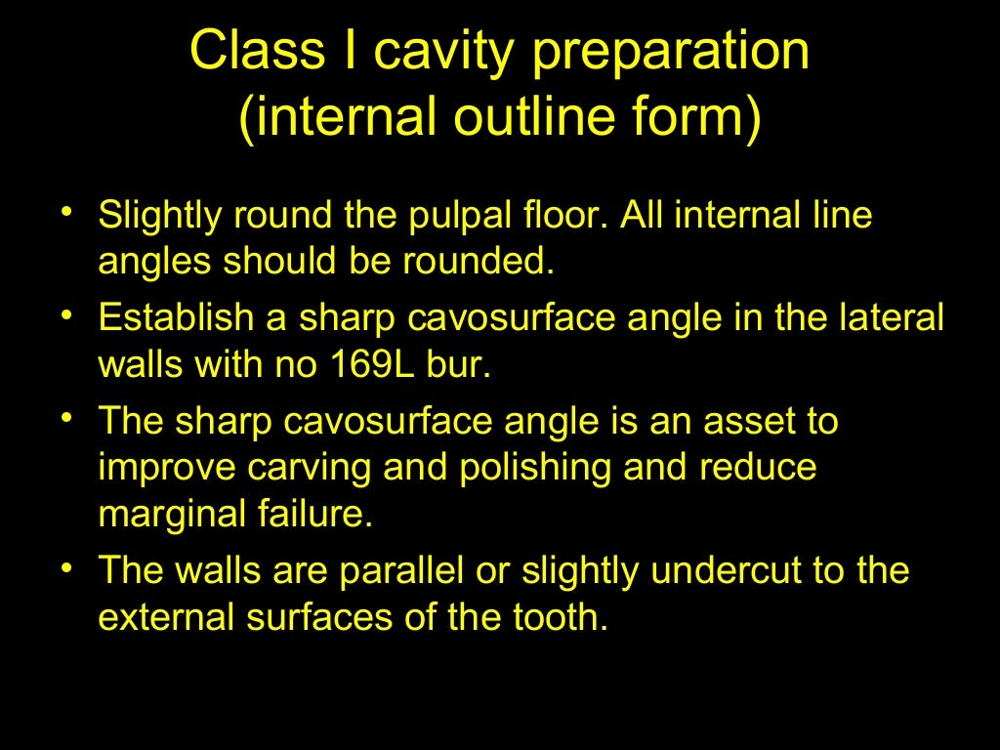 Class I cavity preparation
(internal outline form)
• Slightly round the pulpal floor. All internal line
angles should be rounded.
• Establish a sharp cavosurface angle in the lateral
walls with no 169L bur.
• The sharp cavosurface angle is an asset to
improve carving and polishing and reduce
marginal failure.
• The walls are parallel or slightly undercut to the
external surfaces of the tooth.